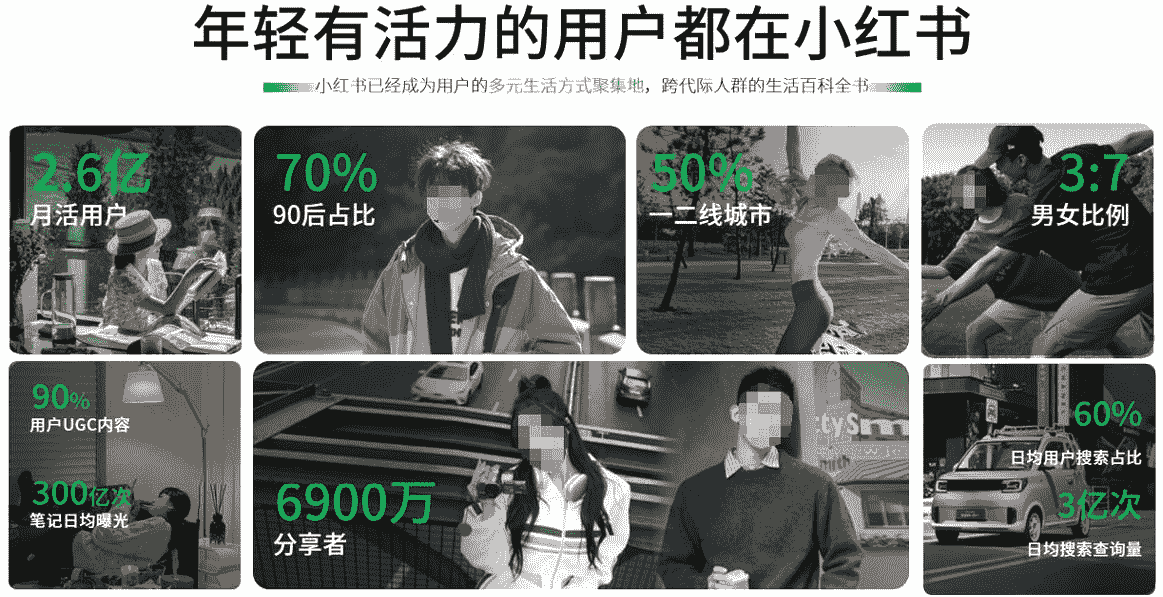 年轻有活力的用户都在小红书
小红书已经成为用户的多元生活方式聚集地，跨代际人群的生活百科全书
2.6亿
月活用户
70%
90后占比
50%
一二线城市
3:7
男女比例
90%
用户UGC内容
300亿次
笔记日均曝光
6900万
分享者
60%
日均用户搜索占比
3亿次
日均搜索查询量